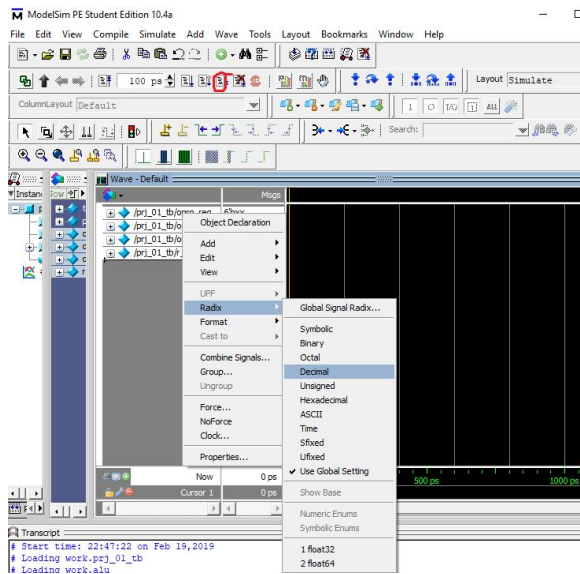 ModelSim PE Student Edition 10.4a
File Edit View Compile Simulate Add Wave Tools Layout Bookmarks Window Help
100 ps
Layout Simulate
ColumnLayout Default
Search:
Wave - Default
Instan
Msgs
/prj_01_tb/oprn_reg 6'hxx
/prj_01_tb/o
/prj_01_tb/o
/prj_01_tb/r_
Object Declaration
Add
Edit
View
UPF
Radix
Format
Cast to
Combine Signals...
Group...
Ungroup
Force...
NoForce
Clock...
Properties...
Global Signal Radix...
Symbolic
Binary
Octal
Decimal
Unsigned
Hexadecimal
ASCII
Time
Sfixed
Ufixed
Use Global Setting
Show Base
Numeric Enums
Symbolic Enums
1 float32
2 float64
Now 0 ps
Cursor 1 0 ps
500 ps 1000 ps
Transcript
# Start time: 22:47:22 on Feb 19,2019
# Loading work.prj_01_tb
# Loading work.alu